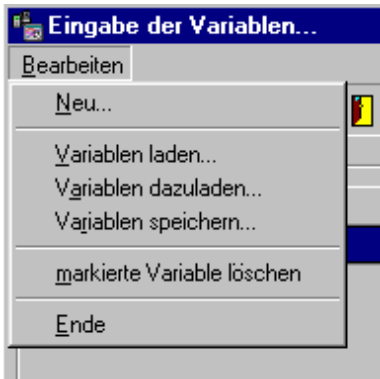 Eingabe der Variablen...
Bearbeiten
Neu...
Variablen laden...
Variablen dazuladen...
Variablen speichern...
markierte Variable löschen
Ende